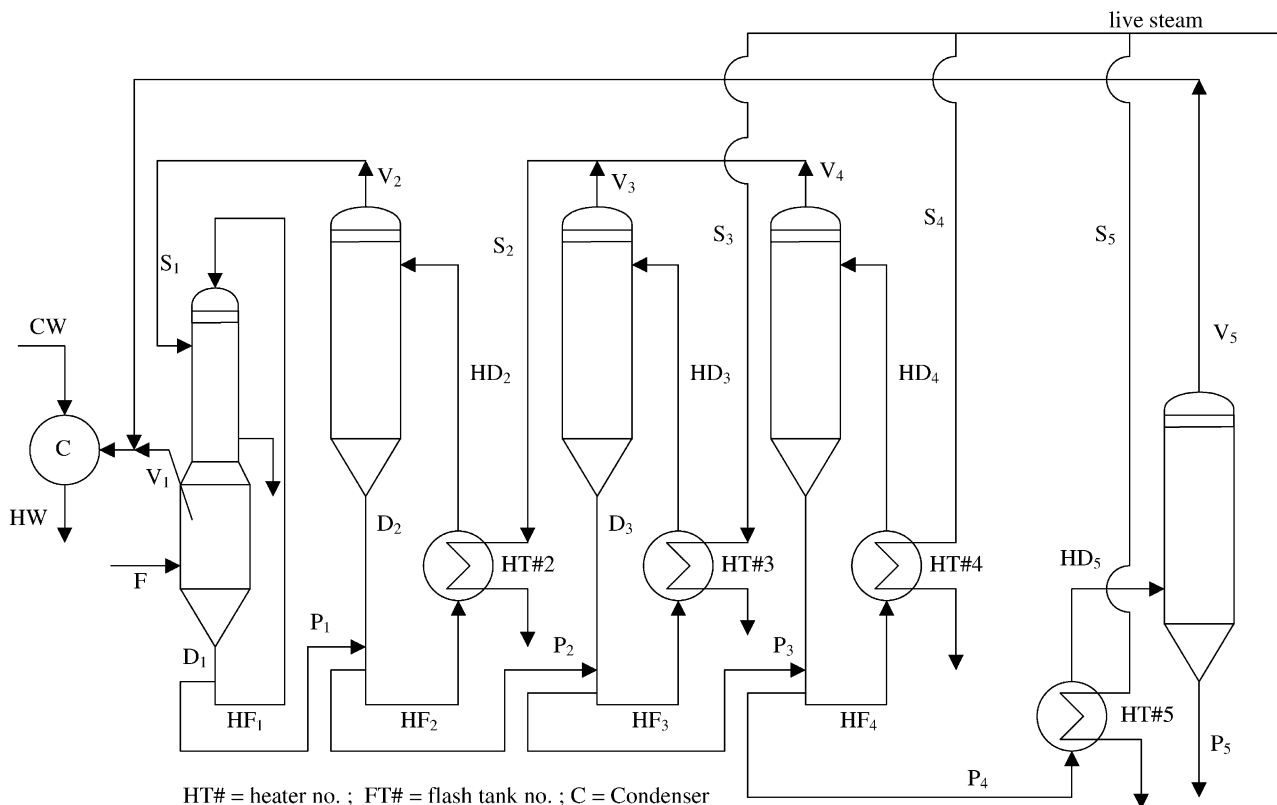 live steam
V₂
V₃
V₄
S₁
S₂
S₃
S₄
S₅
CW
V₅
HD₂
HD₃
HD₄
C
V₁
HW
D₂
D₃
HT#2
HT#3
HT#4
HD₅
F
P₁
P₂
P₃
D₁
HF₁
HF₂
HF₃
HF₄
HT#5
P₄
P₅
HT# = heater no. ; FT# = flash tank no. ; C = Condenser